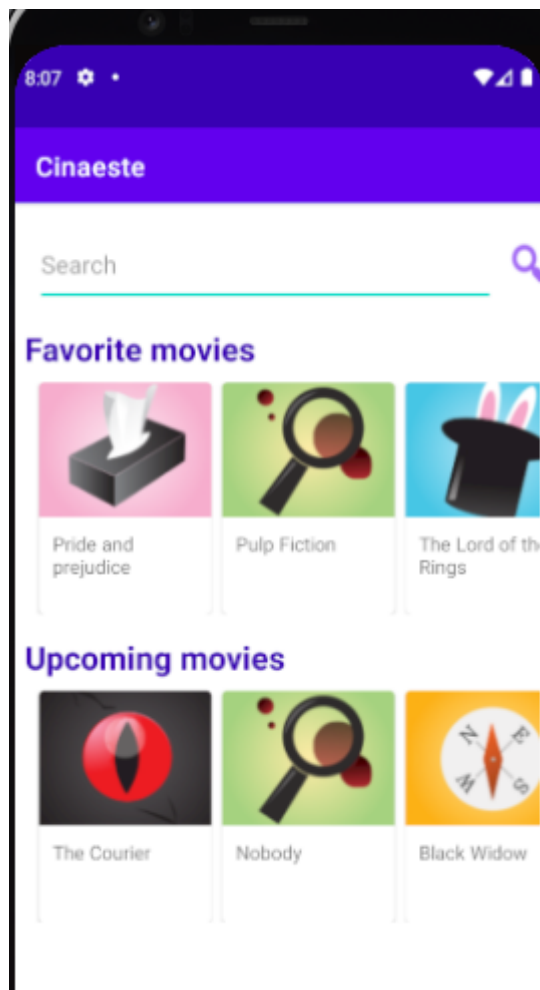 8:07
Cinaeste
Search
Favorite movies
Pride and
prejudice
Pulp Fiction
The Lord of th
Rings
Upcoming movies
N
E
W
S
The Courier
Nobody
Black Widow